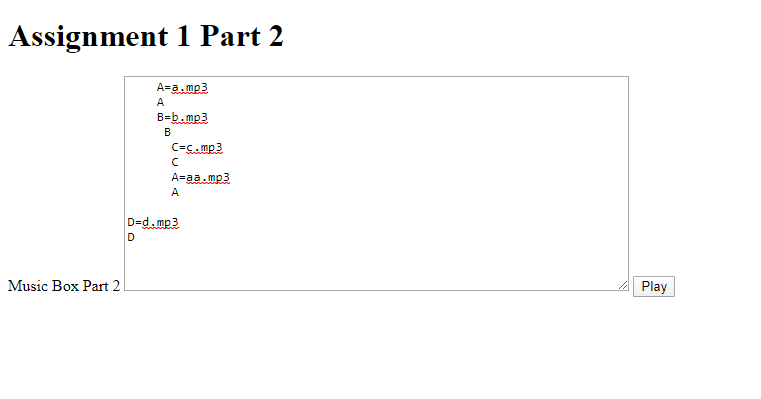 Assignment 1 Part 2
A=a.mp3
A
B=b.mp3
B
C=c.mp3
C
A=aa.mp3
A
D=d.mp3
D
Music Box Part 2
Play